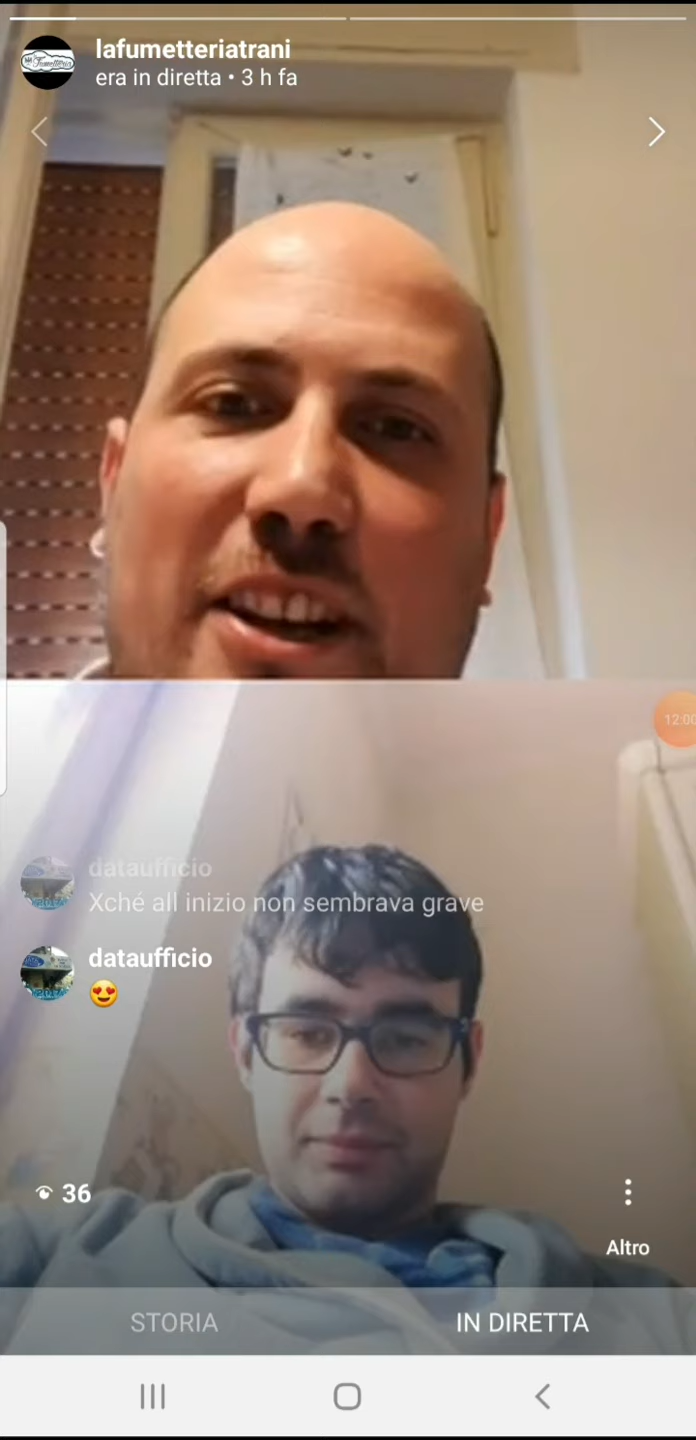 lafumetteriatrani
era in diretta • 3 h fa
12:00
dataufficio
Xché all inizio non sembrava grave
dataufficio
😍
36
Altro
STORIA
IN DIRETTA